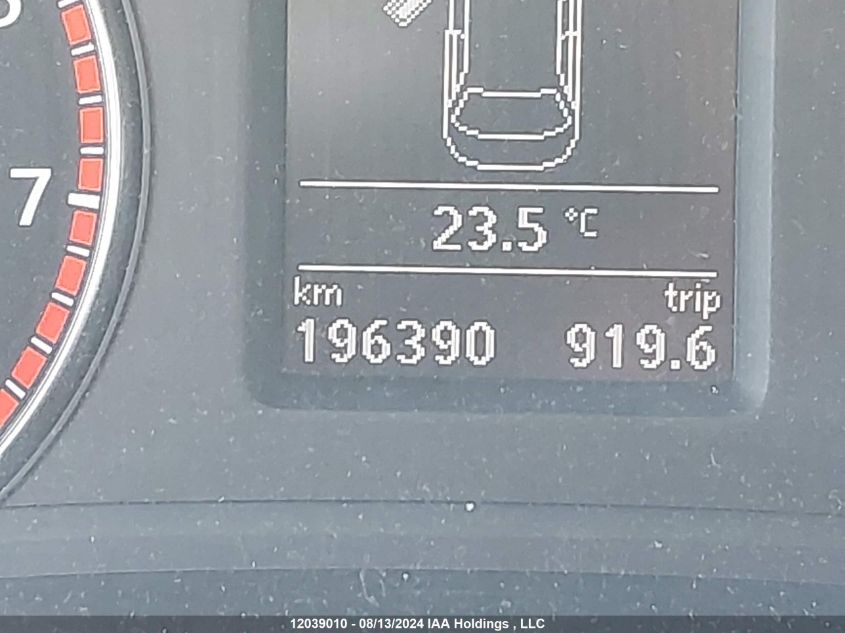 7
23.5 °C
km trip
196390 919.6
12039010 - 08/13/2024 IAA Holdings , LLC